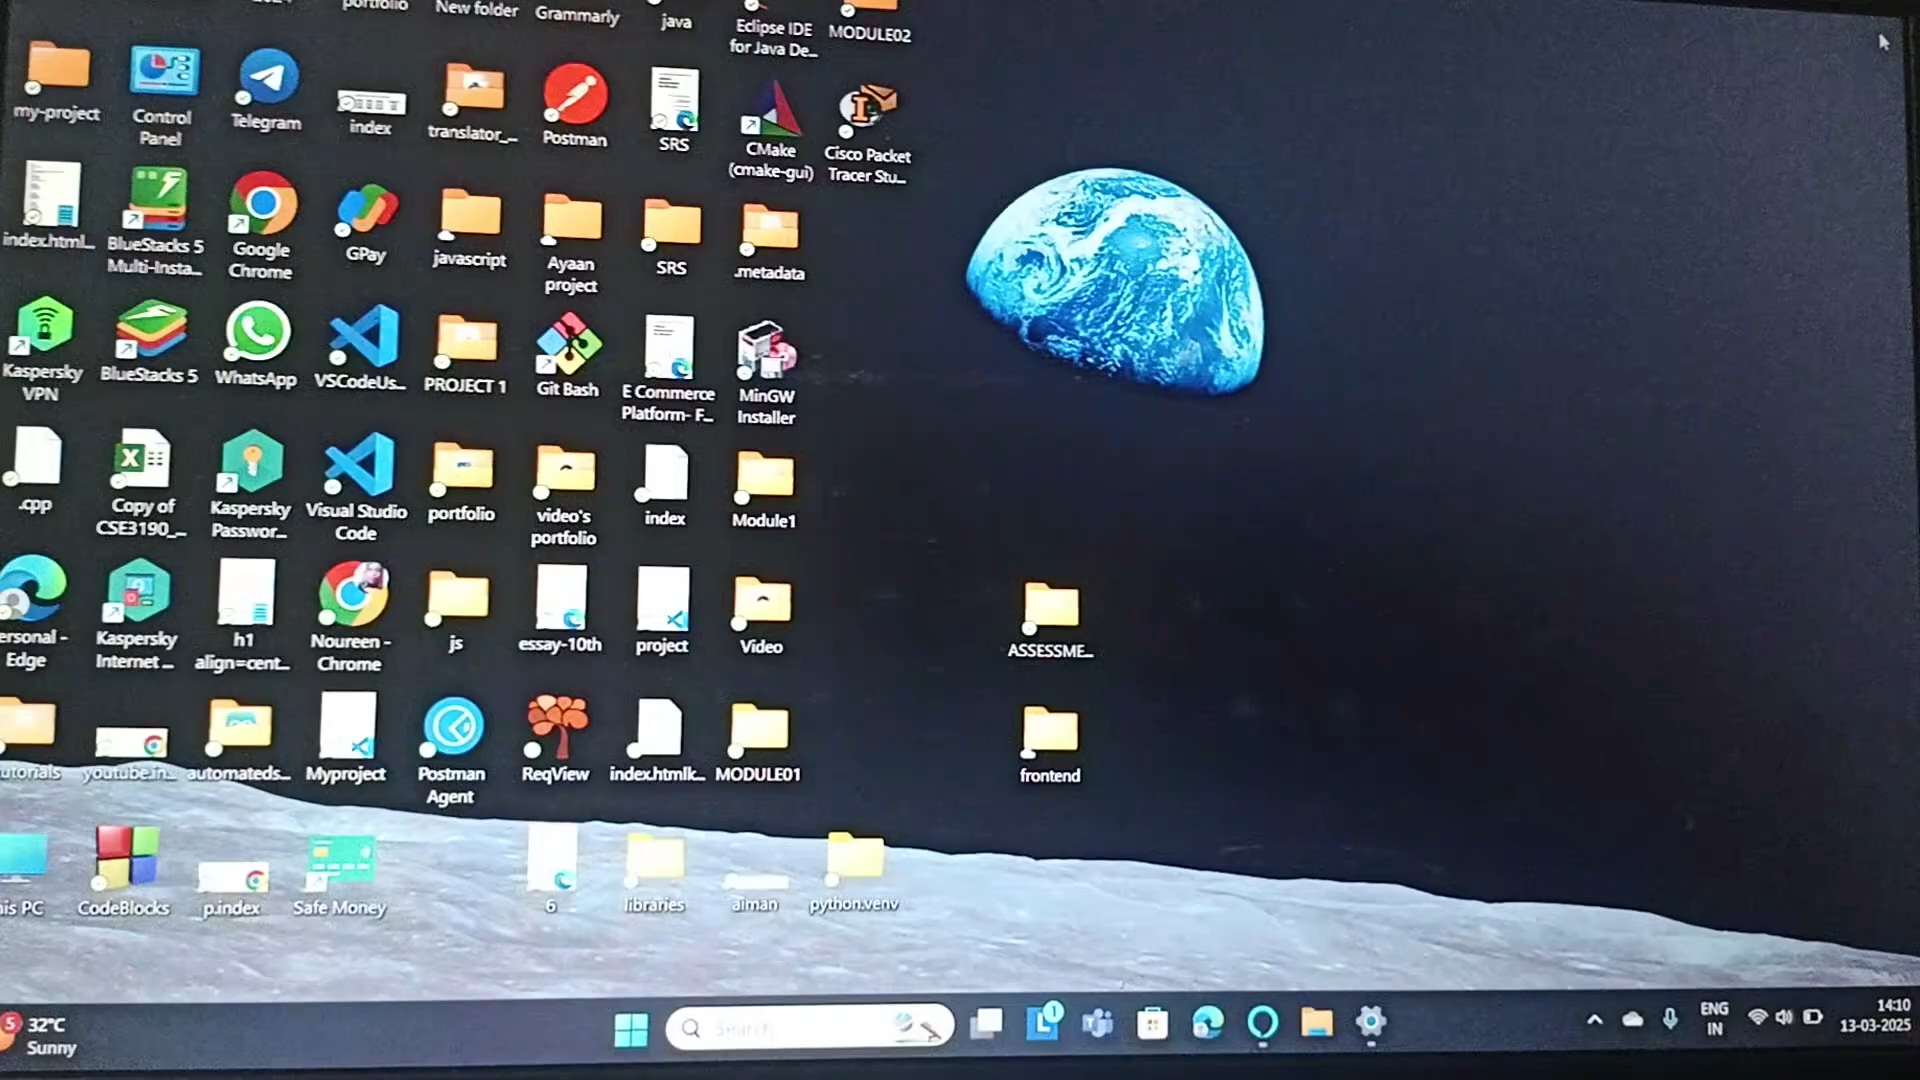 portfolio
New folder
Grammarly
java
Eclipse IDE
for Java De...
MODULE02
my-project
Control
Panel
Telegram
index
translator_...
Postman
SRS
CMake
(cmake-gui)
Cisco Packet
Tracer Stu...
index.html...
BlueStacks 5
Multi-Insta...
Google
Chrome
GPay
javascript
Ayaan
project
SRS
.metadata
Kaspersky
VPN
BlueStacks 5
WhatsApp
VSCodeUs...
PROJECT 1
Git Bash
E Commerce
Platform- F...
MinGW
Installer
.cpp
Copy of
CSE3190_...
Kaspersky
Passwor...
Visual Studio
Code
portfolio
video's
portfolio
index
Module1
ersonal -
Edge
Kaspersky
Internet ...
h1
align=cent...
Noureen -
Chrome
js
essay-10th
project
Video
ASSESSME...
utorials
youtube.in...
automateds...
Myproject
Postman
Agent
ReqView
index.htmlk...
MODULE01
frontend
his PC
CodeBlocks
p.index
Safe Money
6
libraries
aiman
python.venv
5
32°C
Sunny
Search
1
ENG
IN
14:10
13-03-2025